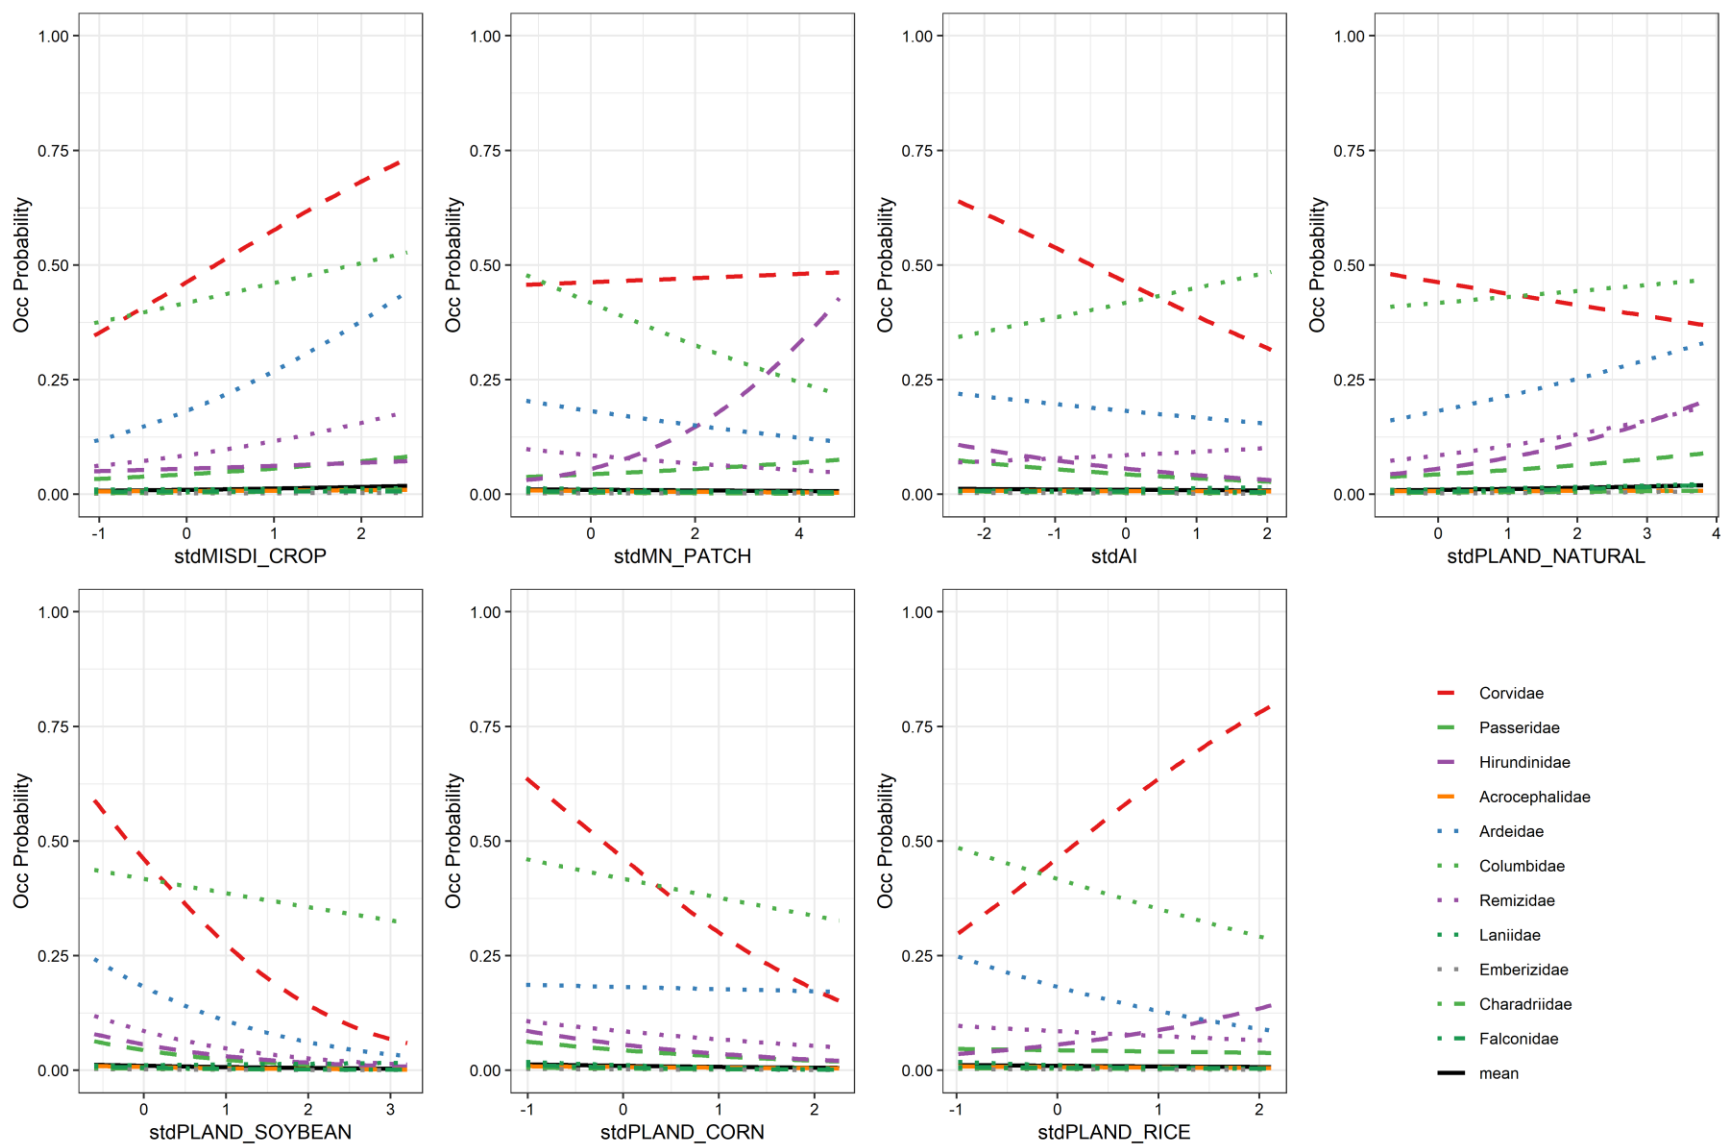 1.00
0.75
0.50
0.25
0.00
Occ Probability
-1 0 1 2
stdMISDI_CROP
1.00
0.75
0.50
0.25
0.00
Occ Probability
0 2 4
stdMN_PATCH
1.00
0.75
0.50
0.25
0.00
Occ Probability
-2 -1 0 1 2
stdAI
1.00
0.75
0.50
0.25
0.00
Occ Probability
0 1 2 3 4
stdPLAND_NATURAL
1.00
0.75
0.50
0.25
0.00
Occ Probability
0 1 2 3
stdPLAND_SOYBEAN
1.00
0.75
0.50
0.25
0.00
Occ Probability
-1 0 1 2
stdPLAND_CORN
1.00
0.75
0.50
0.25
0.00
Occ Probability
-1 0 1 2
stdPLAND_RICE
Corvidae
Passeridae
Hirundinidae
Acrocephalidae
Ardeidae
Columbidae
Remizidae
Laniidae
Emberizidae
Charadriidae
Falconidae
mean